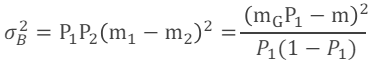 σ_B^2 = P_1P_2(m_1 − m_2)^2 = (m_GP_1 − m)^2 / P_1(1 − P_1)